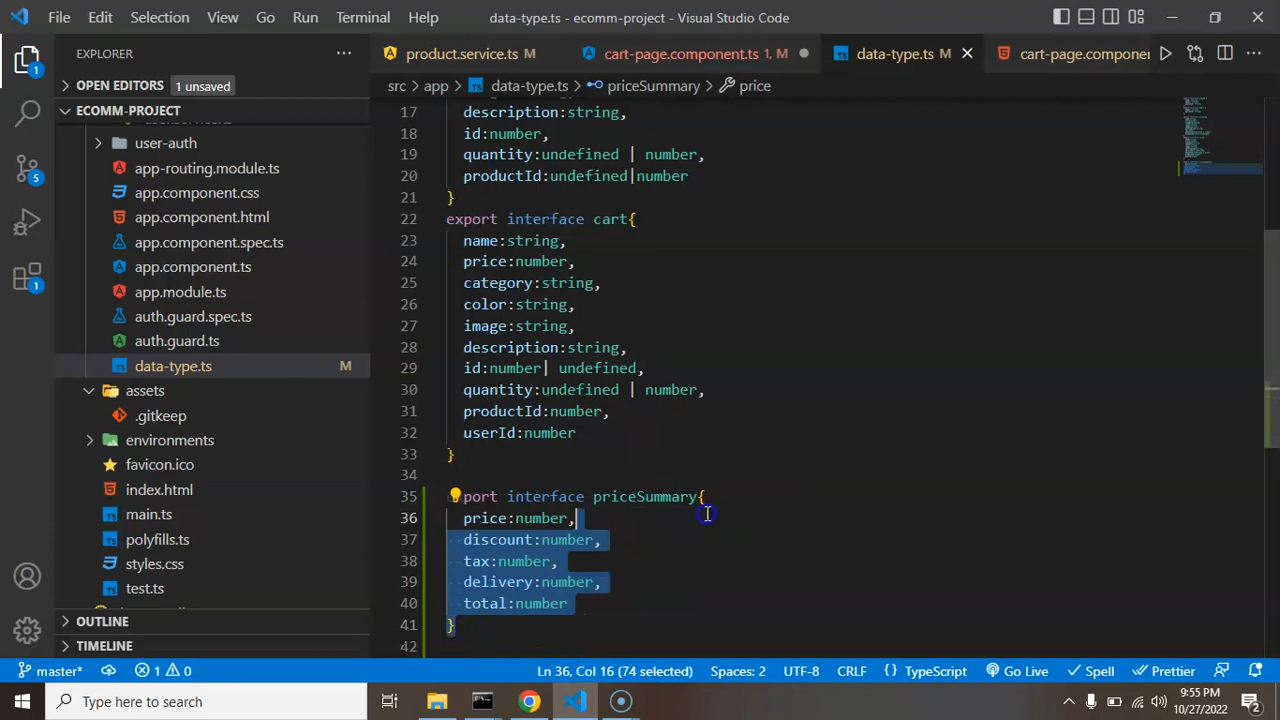 File Edit Selection View Go Run Terminal Help data-type.ts - ecomm-project - Visual Studio Code
EXPLORER
product.service.ts M
cart-page.component.ts 1, M
data-type.ts M
cart-page.component
OPEN EDITORS 1 unsaved
src > app > data-type.ts > priceSummary > price
ECOMM-PROJECT
user-auth
app-routing.module.ts
app.component.css
app.component.html
app.component.spec.ts
app.component.ts
app.module.ts
auth.guard.spec.ts
auth.guard.ts
data-type.ts M
assets
.gitkeep
environments
favicon.ico
index.html
main.ts
polyfills.ts
styles.css
test.ts
OUTLINE
TIMELINE
1
5
1
17 description:string,
18 id:number,
19 quantity:undefined | number,
20 productId:undefined|number
21 }
22 export interface cart{
23 name:string,
24 price:number,
25 category:string,
26 color:string,
27 image:string,
28 description:string,
29 id:number| undefined,
30 quantity:undefined | number,
31 productId:number,
32 userId:number
33 }
34
35 port interface priceSummary{
36 price:number,
37 discount:number,
38 tax:number,
39 delivery:number,
40 total:number
41 }
42
master* 1 0 Ln 36, Col 16 (74 selected) Spaces: 2 UTF-8 CRLF { } TypeScript Go Live Spell Prettier
Type here to search
9:55 PM
10/27/2022
2